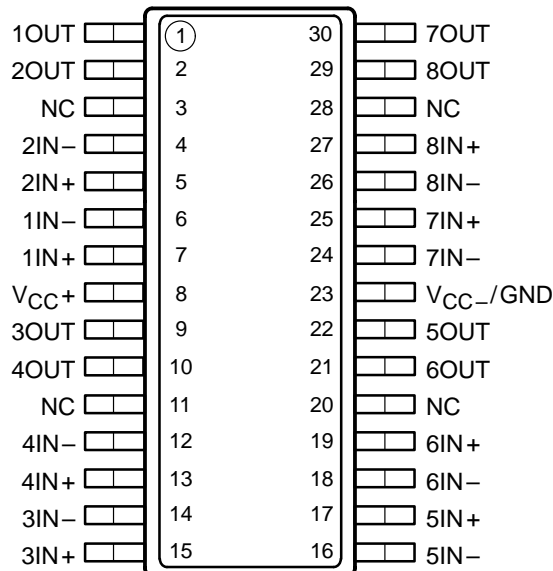 1OUT 1 30 7OUT
2OUT 2 29 8OUT
NC 3 28 NC
2IN− 4 27 8IN+
2IN+ 5 26 8IN−
1IN− 6 25 7IN+
1IN+ 7 24 7IN−
VCC+ 8 23 VCC−/GND
3OUT 9 22 5OUT
4OUT 10 21 6OUT
NC 11 20 NC
4IN− 12 19 6IN+
4IN+ 13 18 6IN−
3IN− 14 17 5IN+
3IN+ 15 16 5IN−